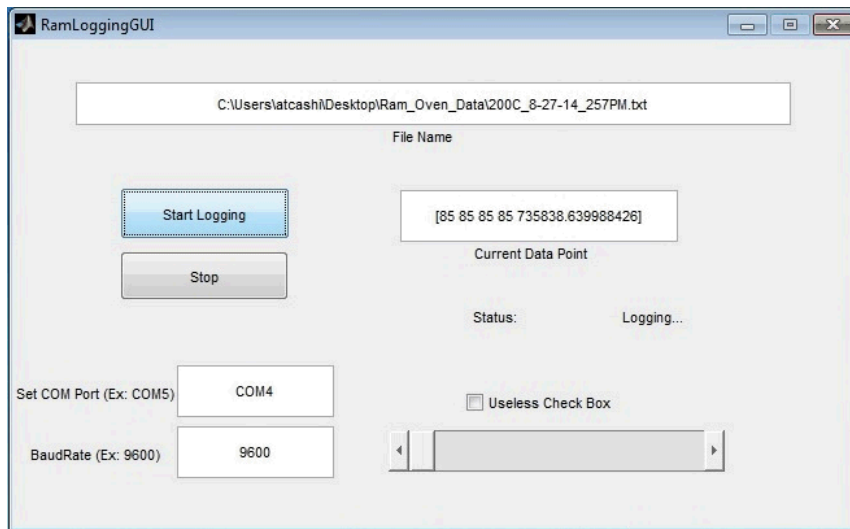 RamLoggingGUI
C:\Users\atcashi\Desktop\Ram_Oven_Data\200C_8-27-14_257PM.txt
File Name
Start Logging
[85 85 85 85 735838.639988426]
Current Data Point
Stop
Status: Logging...
Set COM Port (Ex: COM5) COM4
Useless Check Box
BaudRate (Ex: 9600) 9600